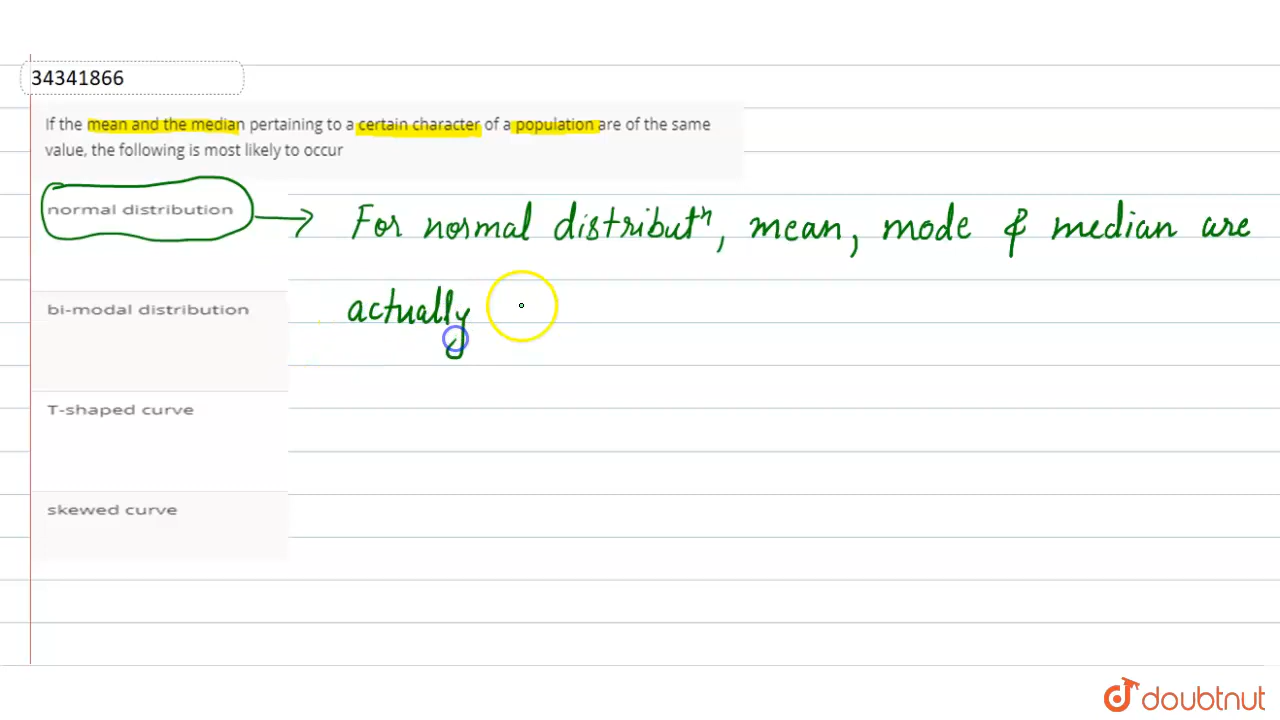 34341866
If the mean and the median pertaining to a certain character of a population are of the same
value, the following is most likely to occur
normal distribution
For normal distributⁿ, mean, mode & median are
actually
bi-modal distribution
T-shaped curve
skewed curve
doubtnut